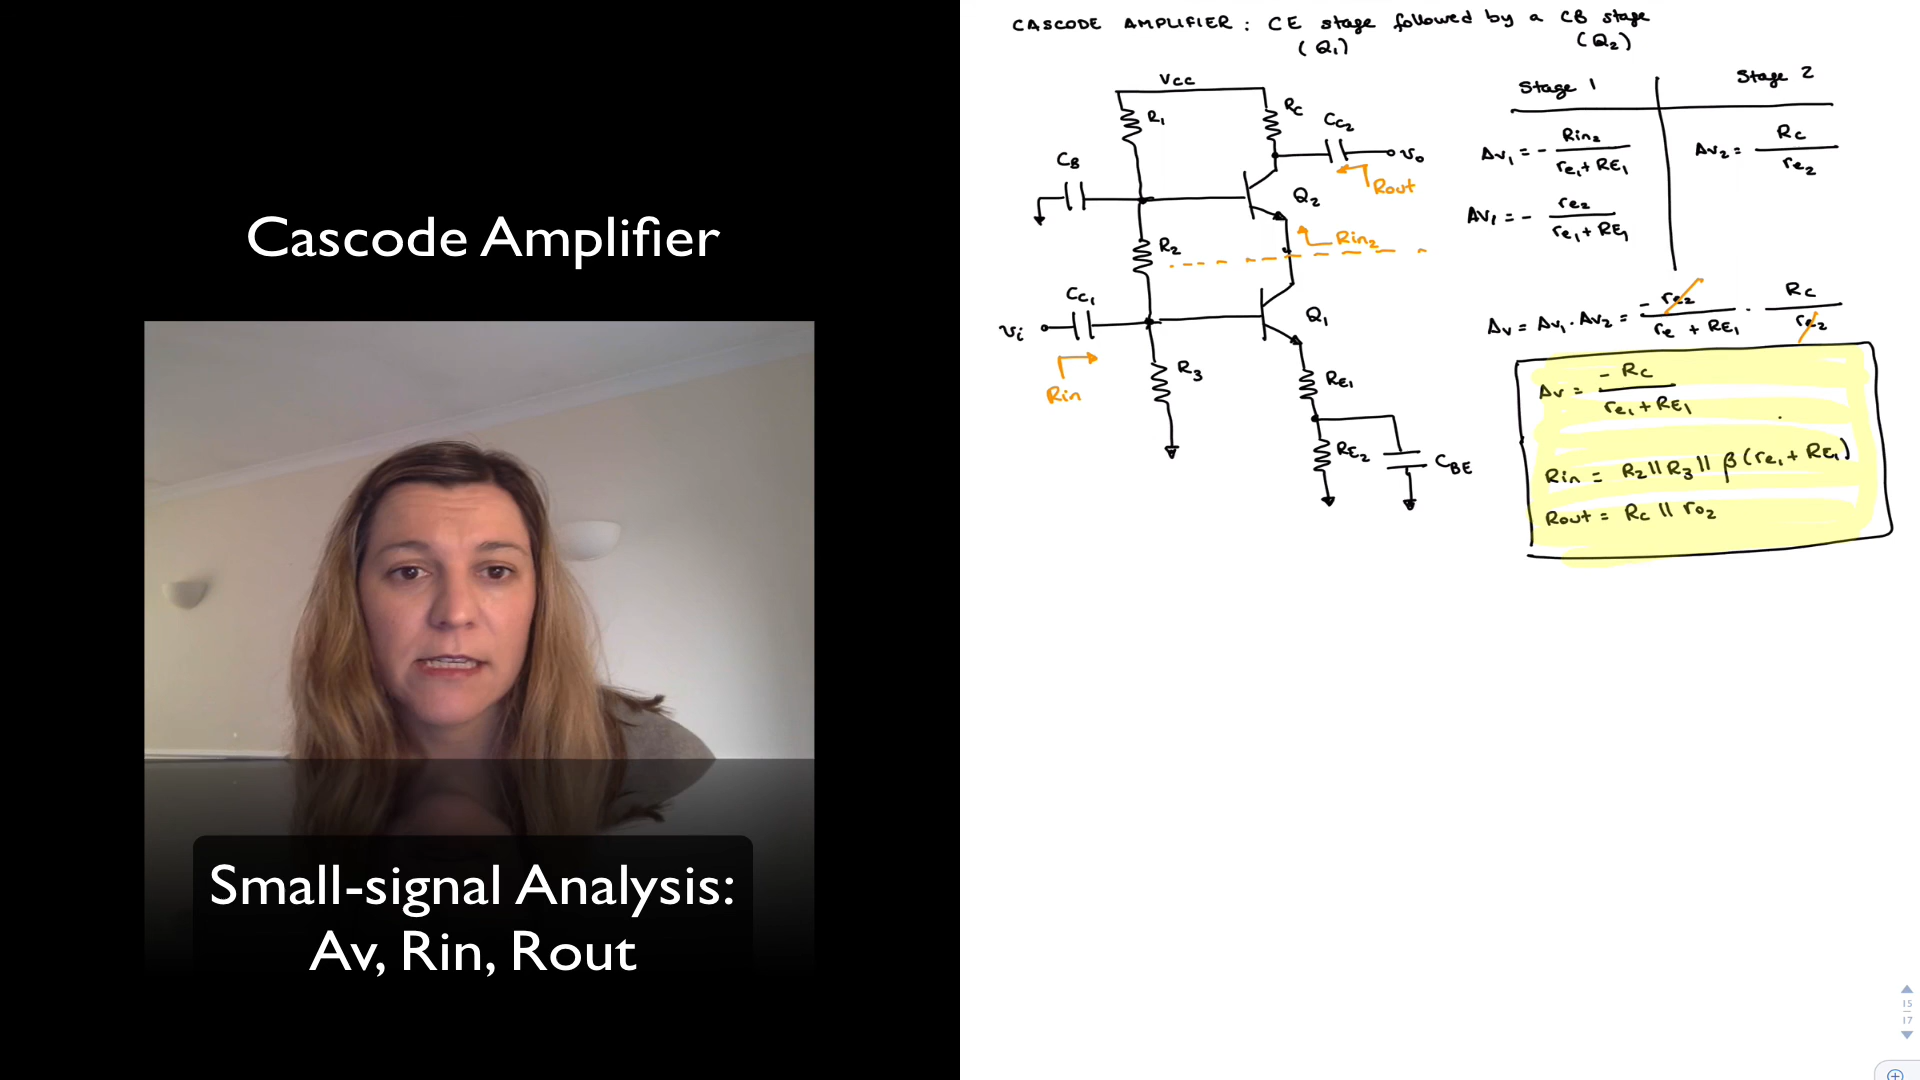 Cascode Amplifier
Small-signal Analysis:
Av, Rin, Rout
CASCODE AMPLIFIER : CE stage followed by a CB stage
(Q1) (Q2)
Vcc
R1
Rc
Cc2
vo
Rout
CB
Q2
Rin2
R2
Cc1
vi
Q1
Rin
R3
RE1
RE2
CBE
Stage 1
Stage 2
Av1 = - Rin2 / re1 + RE1
Av2 = Rc / re2
Av1 = - re2 / re1 + RE1
Av = Av1 . Av2 = - re2 / re + RE1 . Rc / re2
Av = - Rc / re1 + RE1
Rin = R2 || R3 || β (re1 + RE1)
Rout = Rc || ro2
15
17